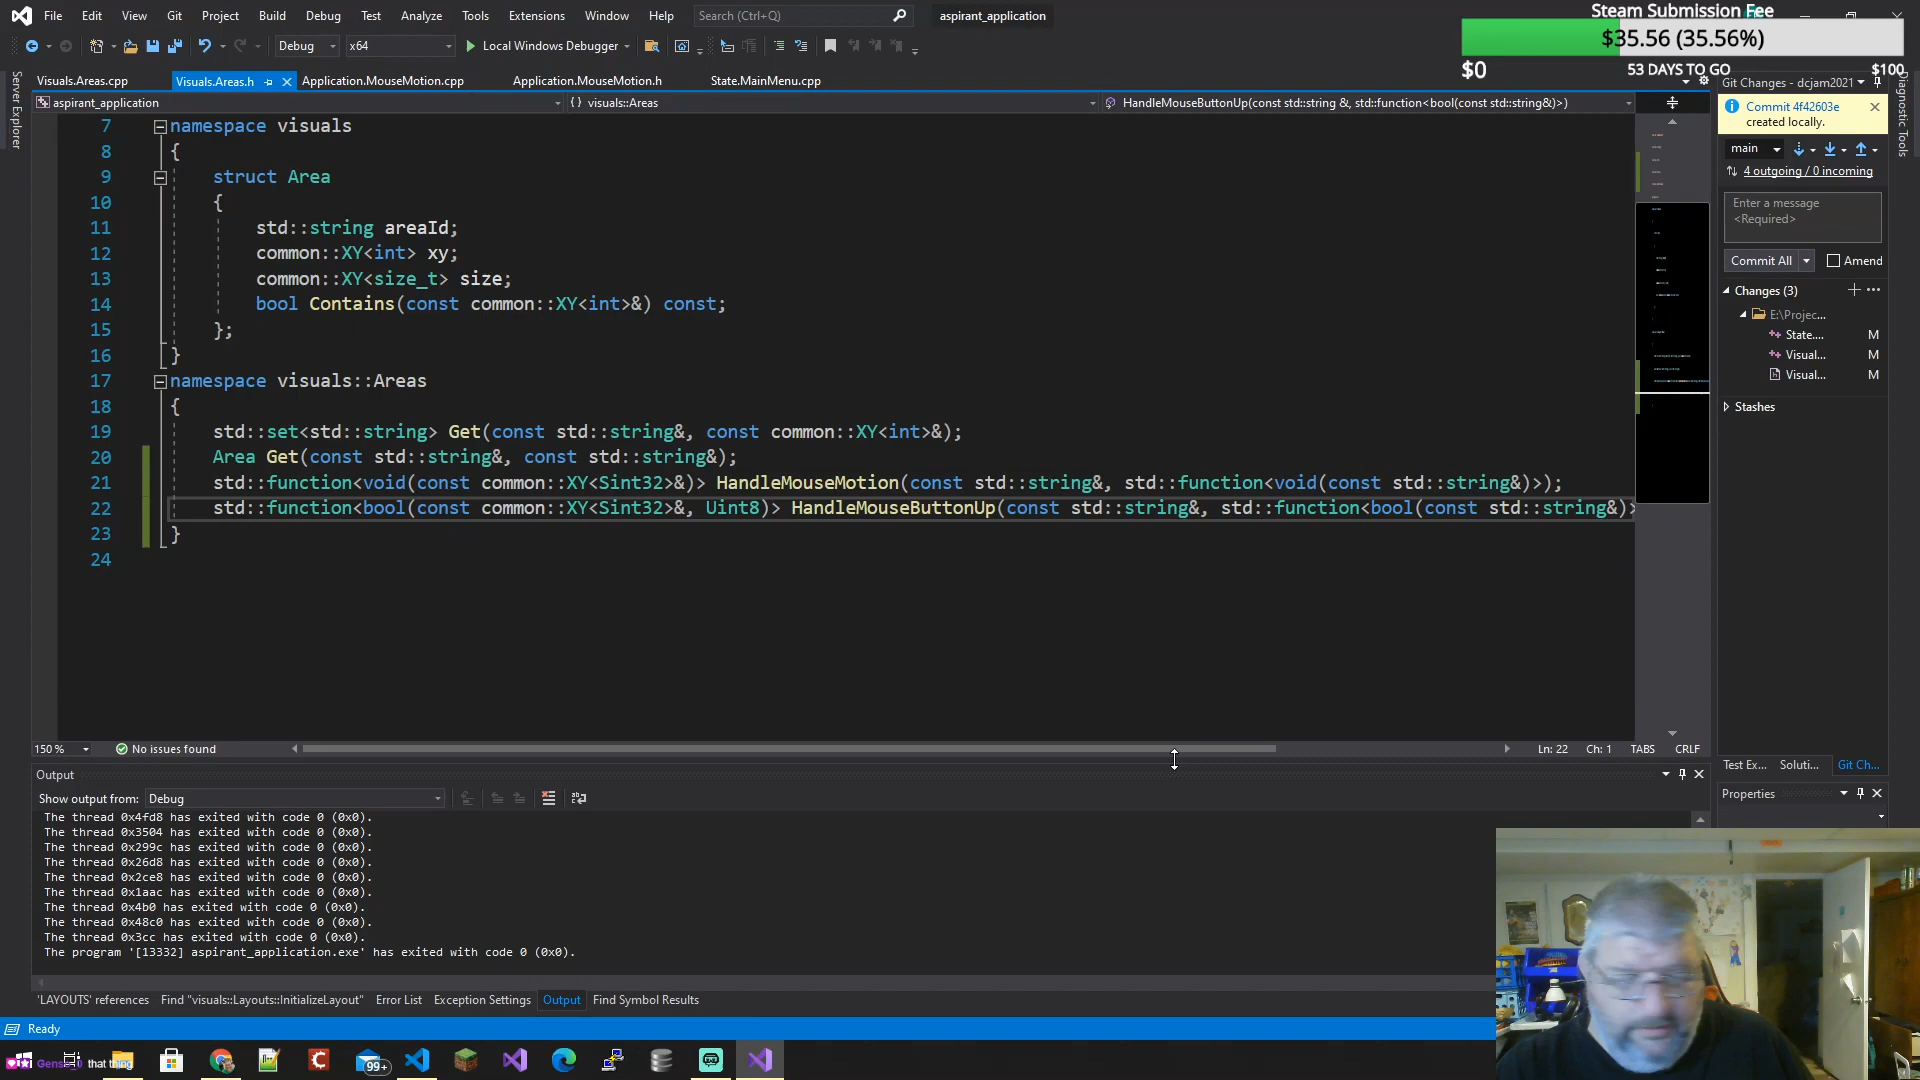 File Edit View Git Project Build Debug Test Analyze Tools Extensions Window Help Search (Ctrl+Q) aspirant_application
Steam Submission Fee
$35.56 (35.56%)
$0 53 DAYS TO GO $100
Debug x64 Local Windows Debugger
Server Explorer
Visuals.Areas.cpp Visuals.Areas.h Application.MouseMotion.cpp Application.MouseMotion.h State.MainMenu.cpp
aspirant_application {} visuals::Areas HandleMouseButtonUp(const std::string &, std::function<bool(const std::string&)>)
7 namespace visuals
8 {
9 struct Area
10 {
11 std::string areaId;
12 common::XY<int> xy;
13 common::XY<size_t> size;
14 bool Contains(const common::XY<int>&) const;
15 };
16 }
17 namespace visuals::Areas
18 {
19 std::set<std::string> Get(const std::string&, const common::XY<int>&);
20 Area Get(const std::string&, const std::string&);
21 std::function<void(const common::XY<Sint32>&)> HandleMouseMotion(const std::string&, std::function<void(const std::string&)>);
22 std::function<bool(const common::XY<Sint32>&, Uint8)> HandleMouseButtonUp(const std::string&, std::function<bool(const std::string&)>
23 }
24
150 % No issues found Ln: 22 Ch: 1 TABS CRLF
Git Changes - dcjam2021
Commit 4f42603e
created locally.
main
4 outgoing / 0 incoming
Enter a message
<Required>
Commit All Amend
Changes (3)
E:\Projec...
State.... M
Visual... M
Visual... M
Stashes
Diagnostic Tools
Test Ex... Soluti... Git Ch...
Properties
Output
Show output from: Debug
The thread 0x4fd8 has exited with code 0 (0x0).
The thread 0x3504 has exited with code 0 (0x0).
The thread 0x299c has exited with code 0 (0x0).
The thread 0x26d8 has exited with code 0 (0x0).
The thread 0x2ce8 has exited with code 0 (0x0).
The thread 0x1aac has exited with code 0 (0x0).
The thread 0x4b0 has exited with code 0 (0x0).
The thread 0x48c0 has exited with code 0 (0x0).
The thread 0x3cc has exited with code 0 (0x0).
The program '[13332] aspirant_application.exe' has exited with code 0 (0x0).
'LAYOUTS' references Find "visuals::Layouts::InitializeLayout" Error List Exception Settings Output Find Symbol Results
Ready
that thing
99+